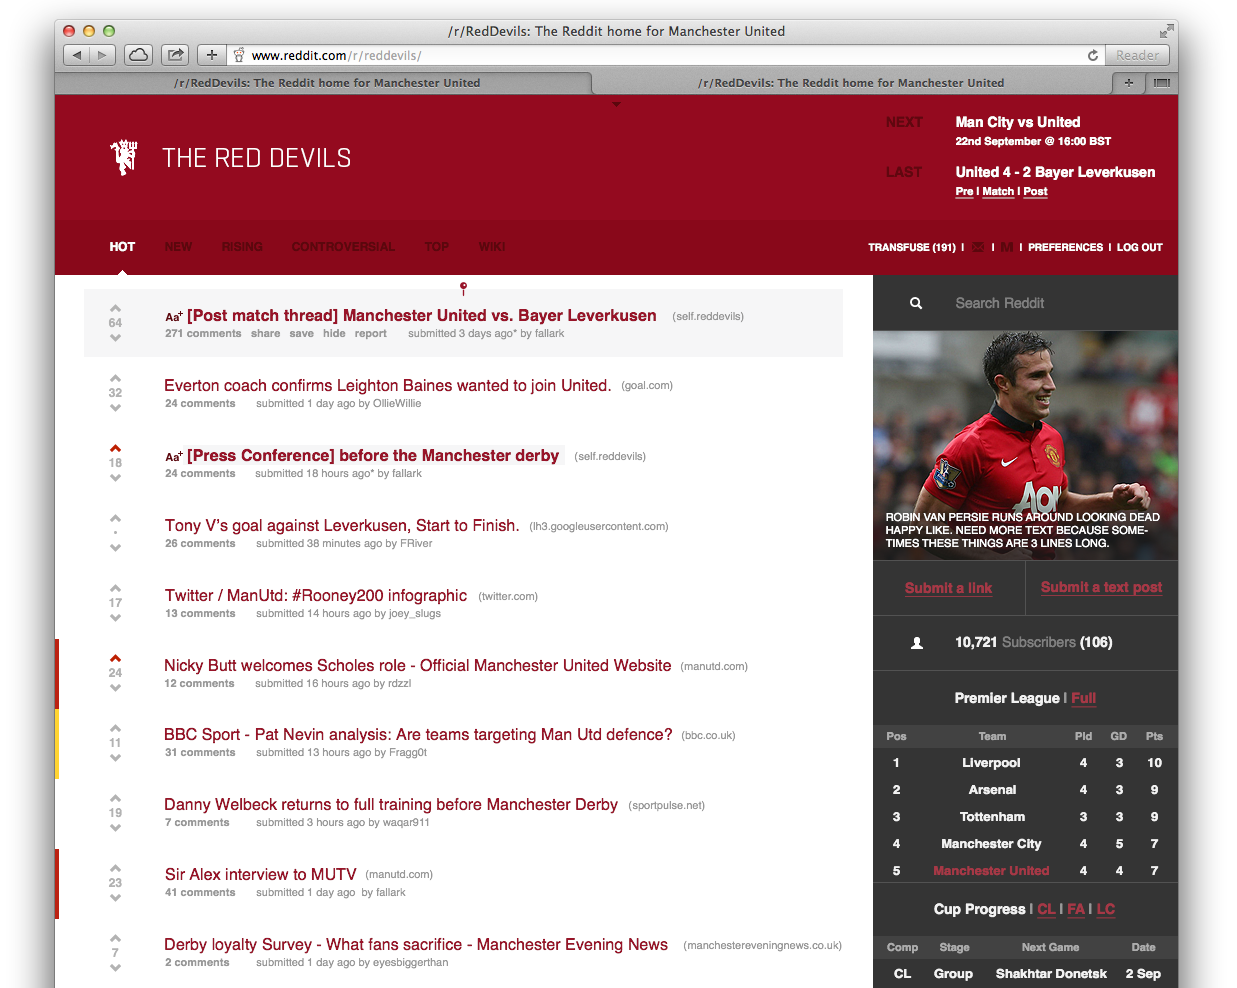 /r/RedDevils: The Reddit home for Manchester United
www.reddit.com/r/reddevils/
Reader
/r/RedDevils: The Reddit home for Manchester United
/r/RedDevils: The Reddit home for Manchester United
THE RED DEVILS
NEXT Man City vs United
22nd September @ 16:00 BST
LAST United 4 - 2 Bayer Leverkusen
Pre | Match | Post
HOT NEW RISING CONTROVERSIAL TOP WIKI
TRANSFUSE (191) | | M | PREFERENCES | LOG OUT
64
Aa+ [Post match thread] Manchester United vs. Bayer Leverkusen (self.reddevils)
271 comments share save hide report submitted 3 days ago* by fallark
32
Everton coach confirms Leighton Baines wanted to join United. (goal.com)
24 comments submitted 1 day ago by OllieWillie
18
Aa+ [Press Conference] before the Manchester derby (self.reddevils)
24 comments submitted 18 hours ago* by fallark
•
Tony V's goal against Leverkusen, Start to Finish. (lh3.googleusercontent.com)
26 comments submitted 38 minutes ago by FRiver
17
Twitter / ManUtd: #Rooney200 infographic (twitter.com)
13 comments submitted 14 hours ago by joey_slugs
24
Nicky Butt welcomes Scholes role - Official Manchester United Website (manutd.com)
12 comments submitted 16 hours ago by rdzzl
11
BBC Sport - Pat Nevin analysis: Are teams targeting Man Utd defence? (bbc.co.uk)
31 comments submitted 13 hours ago by Fragg0t
19
Danny Welbeck returns to full training before Manchester Derby (sportpulse.net)
7 comments submitted 3 hours ago by waqar911
23
Sir Alex interview to MUTV (manutd.com)
41 comments submitted 1 day ago by fallark
7
Derby loyalty Survey - What fans sacrifice - Manchester Evening News (manchestereveningnews.co.uk)
2 comments submitted 1 day ago by eyesbiggerthan
Search Reddit
AON
ROBIN VAN PERSIE RUNS AROUND LOOKING DEAD
HAPPY LIKE. NEED MORE TEXT BECAUSE SOME-
TIMES THESE THINGS ARE 3 LINES LONG.
Submit a link Submit a text post
10,721 Subscribers (106)
Premier League | Full
Pos Team Pld GD Pts
1 Liverpool 4 3 10
2 Arsenal 4 3 9
3 Tottenham 3 3 9
4 Manchester City 4 5 7
5 Manchester United 4 4 7
Cup Progress | CL | FA | LC
Comp Stage Next Game Date
CL Group Shakhtar Donetsk 2 Sep